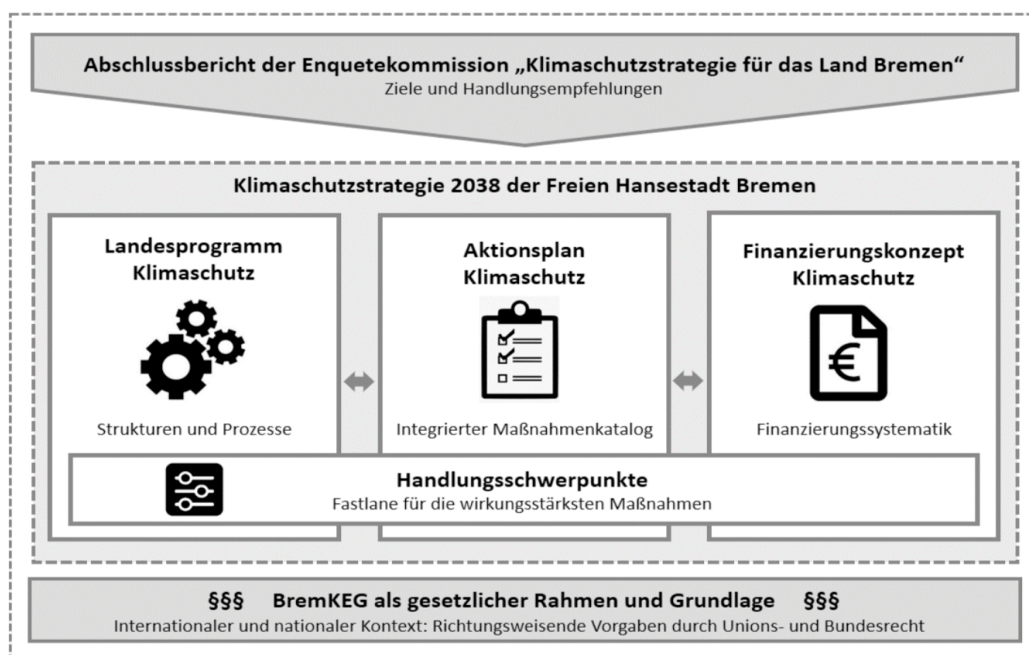 Abschlussbericht der Enquetekommission „Klimaschutzstrategie für das Land Bremen“
Ziele und Handlungsempfehlungen
Klimaschutzstrategie 2038 der Freien Hansestadt Bremen
Landesprogramm
Klimaschutz
Strukturen und Prozesse
Aktionsplan
Klimaschutz
Integrierter Maßnahmenkatalog
Finanzierungskonzept
Klimaschutz
€
Finanzierungssystematik
Handlungsschwerpunkte
Fastlane für die wirkungsstärksten Maßnahmen
§§§ BremKEG als gesetzlicher Rahmen und Grundlage §§§
Internationaler und nationaler Kontext: Richtungsweisende Vorgaben durch Unions- und Bundesrecht